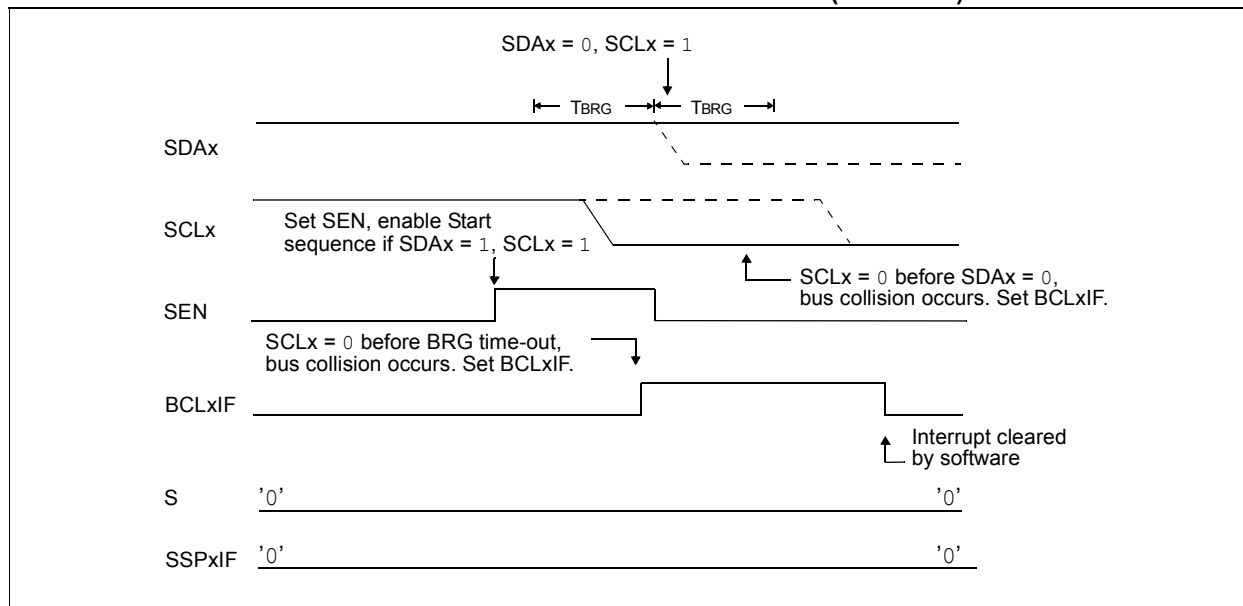 SDAx = 0, SCLx = 1
TBRG TBRG
SDAx
SCLx
Set SEN, enable Start
sequence if SDAx = 1, SCLx = 1
SCLx = 0 before SDAx = 0,
bus collision occurs. Set BCLxIF.
SEN
SCLx = 0 before BRG time-out,
bus collision occurs. Set BCLxIF.
BCLxIF
Interrupt cleared
by software
S '0' '0'
SSPxIF '0' '0'